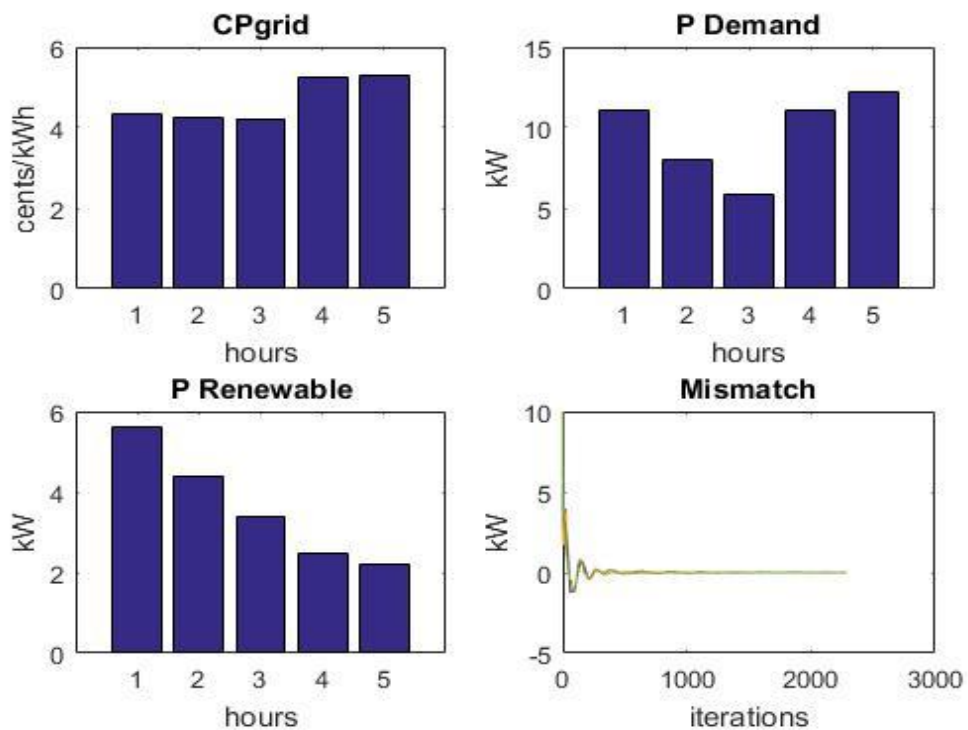 CPgrid
6
4
2
0
cents/kWh
1 2 3 4 5
hours
P Demand
15
10
5
0
kW
1 2 3 4 5
hours
P Renewable
6
4
2
0
kW
1 2 3 4 5
hours
Mismatch
10
5
0
-5
kW
0 1000 2000 3000
iterations